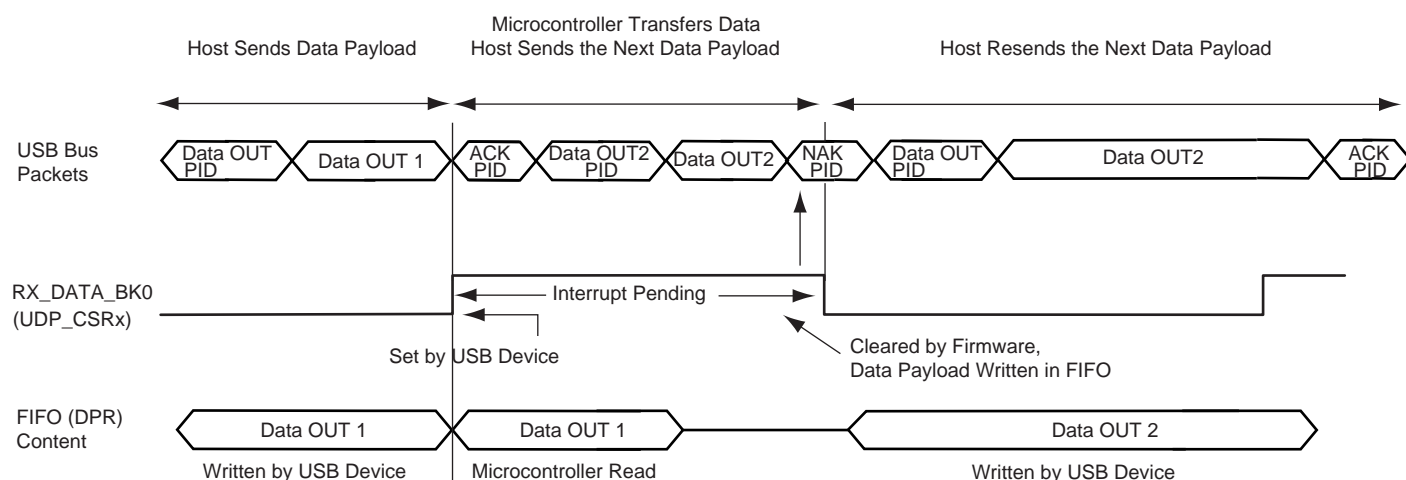 Microcontroller Transfers Data
Host Sends Data Payload
Host Sends the Next Data Payload
Host Resends the Next Data Payload
USB Bus
Packets
Data OUT
PID
Data OUT 1
ACK
PID
Data OUT2
PID
Data OUT2
NAK
PID
Data OUT
PID
Data OUT2
ACK
PID
RX_DATA_BK0
(UDP_CSRx)
Interrupt Pending
Set by USB Device
Cleared by Firmware,
Data Payload Written in FIFO
FIFO (DPR)
Content
Data OUT 1
Data OUT 1
Data OUT 2
Written by USB Device
Microcontroller Read
Written by USB Device